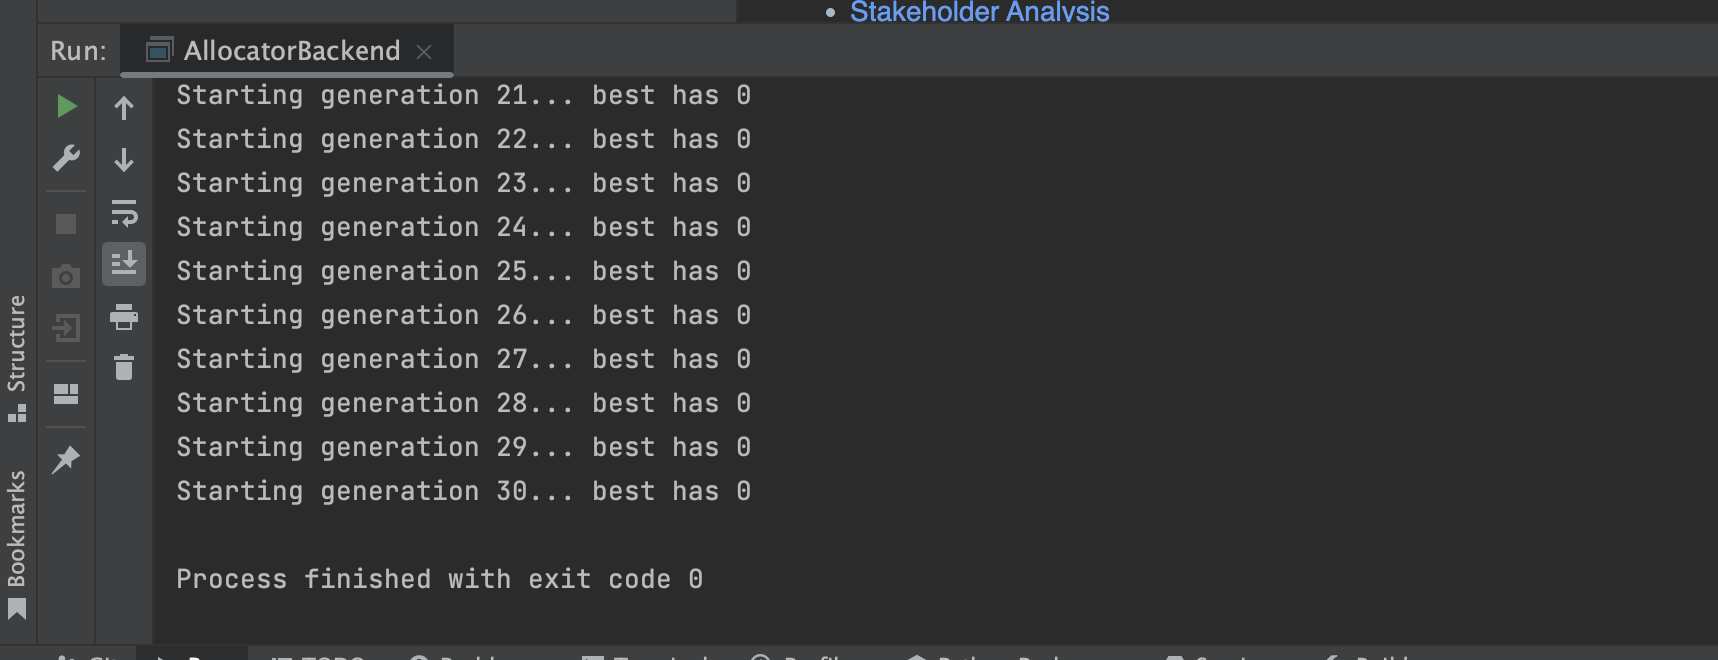 Stakeholder Analysis
Run: AllocatorBackend
Starting generation 21... best has 0
Starting generation 22... best has 0
Starting generation 23... best has 0
Starting generation 24... best has 0
Starting generation 25... best has 0
Starting generation 26... best has 0
Starting generation 27... best has 0
Starting generation 28... best has 0
Starting generation 29... best has 0
Starting generation 30... best has 0
Process finished with exit code 0
Structure
Bookmarks